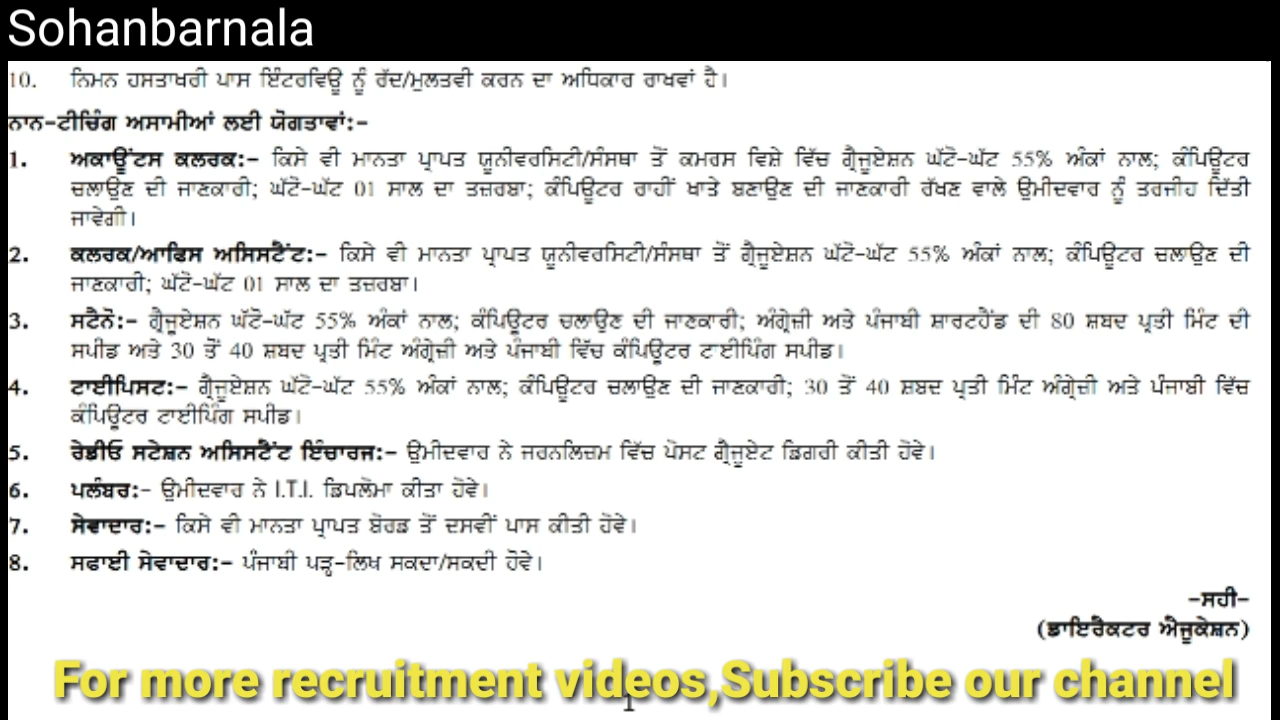 Sohanbarnala
10. ਨਿਮਨ ਹਸਤਾਖਰੀ ਪਾਸ ਇੰਟਰਵਿਊ ਨੂੰ ਰੱਦ/ਮੁਲਤਵੀ ਕਰਨ ਦਾ ਅਧਿਕਾਰ ਰਾਖਵਾਂ ਹੈ।
ਨਾਨ-ਟੀਚਿੰਗ ਅਸਾਮੀਆਂ ਲਈ ਯੋਗਤਾਵਾਂ:-
1. ਅਕਾਊਂਟਸ ਕਲਰਕ:- ਕਿਸੇ ਵੀ ਮਾਨਤਾ ਪ੍ਰਾਪਤ ਯੂਨੀਵਰਸਿਟੀ/ਸੰਸਥਾ ਤੋਂ ਕਮਰਸ ਵਿਸ਼ੇ ਵਿੱਚ ਗ੍ਰੈਜੂਏਸ਼ਨ ਘੱਟੋ-ਘੱਟ 55% ਅੰਕਾਂ ਨਾਲ; ਕੰਪਿਊਟਰ
ਚਲਾਉਣ ਦੀ ਜਾਣਕਾਰੀ; ਘੱਟੋ-ਘੱਟ 01 ਸਾਲ ਦਾ ਤਜ਼ਰਬਾ; ਕੰਪਿਊਟਰ ਰਾਹੀਂ ਖਾਤੇ ਬਣਾਉਣ ਦੀ ਜਾਣਕਾਰੀ ਰੱਖਣ ਵਾਲੇ ਉਮੀਦਵਾਰ ਨੂੰ ਤਰਜੀਹ ਦਿੱਤੀ
ਜਾਵੇਗੀ।
2. ਕਲਰਕ/ਆਫਿਸ ਅਸਿਸਟੈਂਟ:- ਕਿਸੇ ਵੀ ਮਾਨਤਾ ਪ੍ਰਾਪਤ ਯੂਨੀਵਰਸਿਟੀ/ਸੰਸਥਾ ਤੋਂ ਗ੍ਰੈਜੂਏਸ਼ਨ ਘੱਟੋ-ਘੱਟ 55% ਅੰਕਾਂ ਨਾਲ; ਕੰਪਿਊਟਰ ਚਲਾਉਣ ਦੀ
ਜਾਣਕਾਰੀ; ਘੱਟੋ-ਘੱਟ 01 ਸਾਲ ਦਾ ਤਜ਼ਰਬਾ।
3. ਸਟੈਨੋ:- ਗ੍ਰੈਜੂਏਸ਼ਨ ਘੱਟੋ-ਘੱਟ 55% ਅੰਕਾਂ ਨਾਲ; ਕੰਪਿਊਟਰ ਚਲਾਉਣ ਦੀ ਜਾਣਕਾਰੀ; ਅੰਗ੍ਰੇਜ਼ੀ ਅਤੇ ਪੰਜਾਬੀ ਸ਼ਾਰਟਹੈਂਡ ਦੀ 80 ਸ਼ਬਦ ਪ੍ਰਤੀ ਮਿੰਟ ਦੀ
ਸਪੀਡ ਅਤੇ 30 ਤੋਂ 40 ਸ਼ਬਦ ਪ੍ਰਤੀ ਮਿੰਟ ਅੰਗ੍ਰੇਜ਼ੀ ਅਤੇ ਪੰਜਾਬੀ ਵਿੱਚ ਕੰਪਿਊਟਰ ਟਾਈਪਿੰਗ ਸਪੀਡ।
4. ਟਾਈਪਿਸਟ:- ਗ੍ਰੈਜੂਏਸ਼ਨ ਘੱਟੋ-ਘੱਟ 55% ਅੰਕਾਂ ਨਾਲ; ਕੰਪਿਊਟਰ ਚਲਾਉਣ ਦੀ ਜਾਣਕਾਰੀ; 30 ਤੋਂ 40 ਸ਼ਬਦ ਪ੍ਰਤੀ ਮਿੰਟ ਅੰਗ੍ਰੇਜ਼ੀ ਅਤੇ ਪੰਜਾਬੀ ਵਿੱਚ
ਕੰਪਿਊਟਰ ਟਾਈਪਿੰਗ ਸਪੀਡ।
5. ਰੇਡੀਓ ਸਟੇਸ਼ਨ ਅਸਿਸਟੈਂਟ ਇੰਚਾਰਜ:- ਉਮੀਦਵਾਰ ਨੇ ਜਰਨਲਿਜ਼ਮ ਵਿੱਚ ਪੋਸਟ ਗ੍ਰੈਜੂਏਟ ਡਿਗਰੀ ਕੀਤੀ ਹੋਵੇ।
6. ਪਲੰਬਰ:- ਉਮੀਦਵਾਰ ਨੇ I.T.I. ਡਿਪਲੋਮਾ ਕੀਤਾ ਹੋਵੇ।
7. ਸੇਵਾਦਾਰ:- ਕਿਸੇ ਵੀ ਮਾਨਤਾ ਪ੍ਰਾਪਤ ਬੋਰਡ ਤੋਂ ਦਸਵੀਂ ਪਾਸ ਕੀਤੀ ਹੋਵੇ।
8. ਸਫਾਈ ਸੇਵਾਦਾਰ:- ਪੰਜਾਬੀ ਪੜ੍ਹ-ਲਿਖ ਸਕਦਾ/ਸਕਦੀ ਹੋਵੇ।
-ਸਹੀ-
(ਡਾਇਰੈਕਟਰ ਐਜੂਕੇਸ਼ਨ)
For more recruitment videos,Subscribe our channel
1